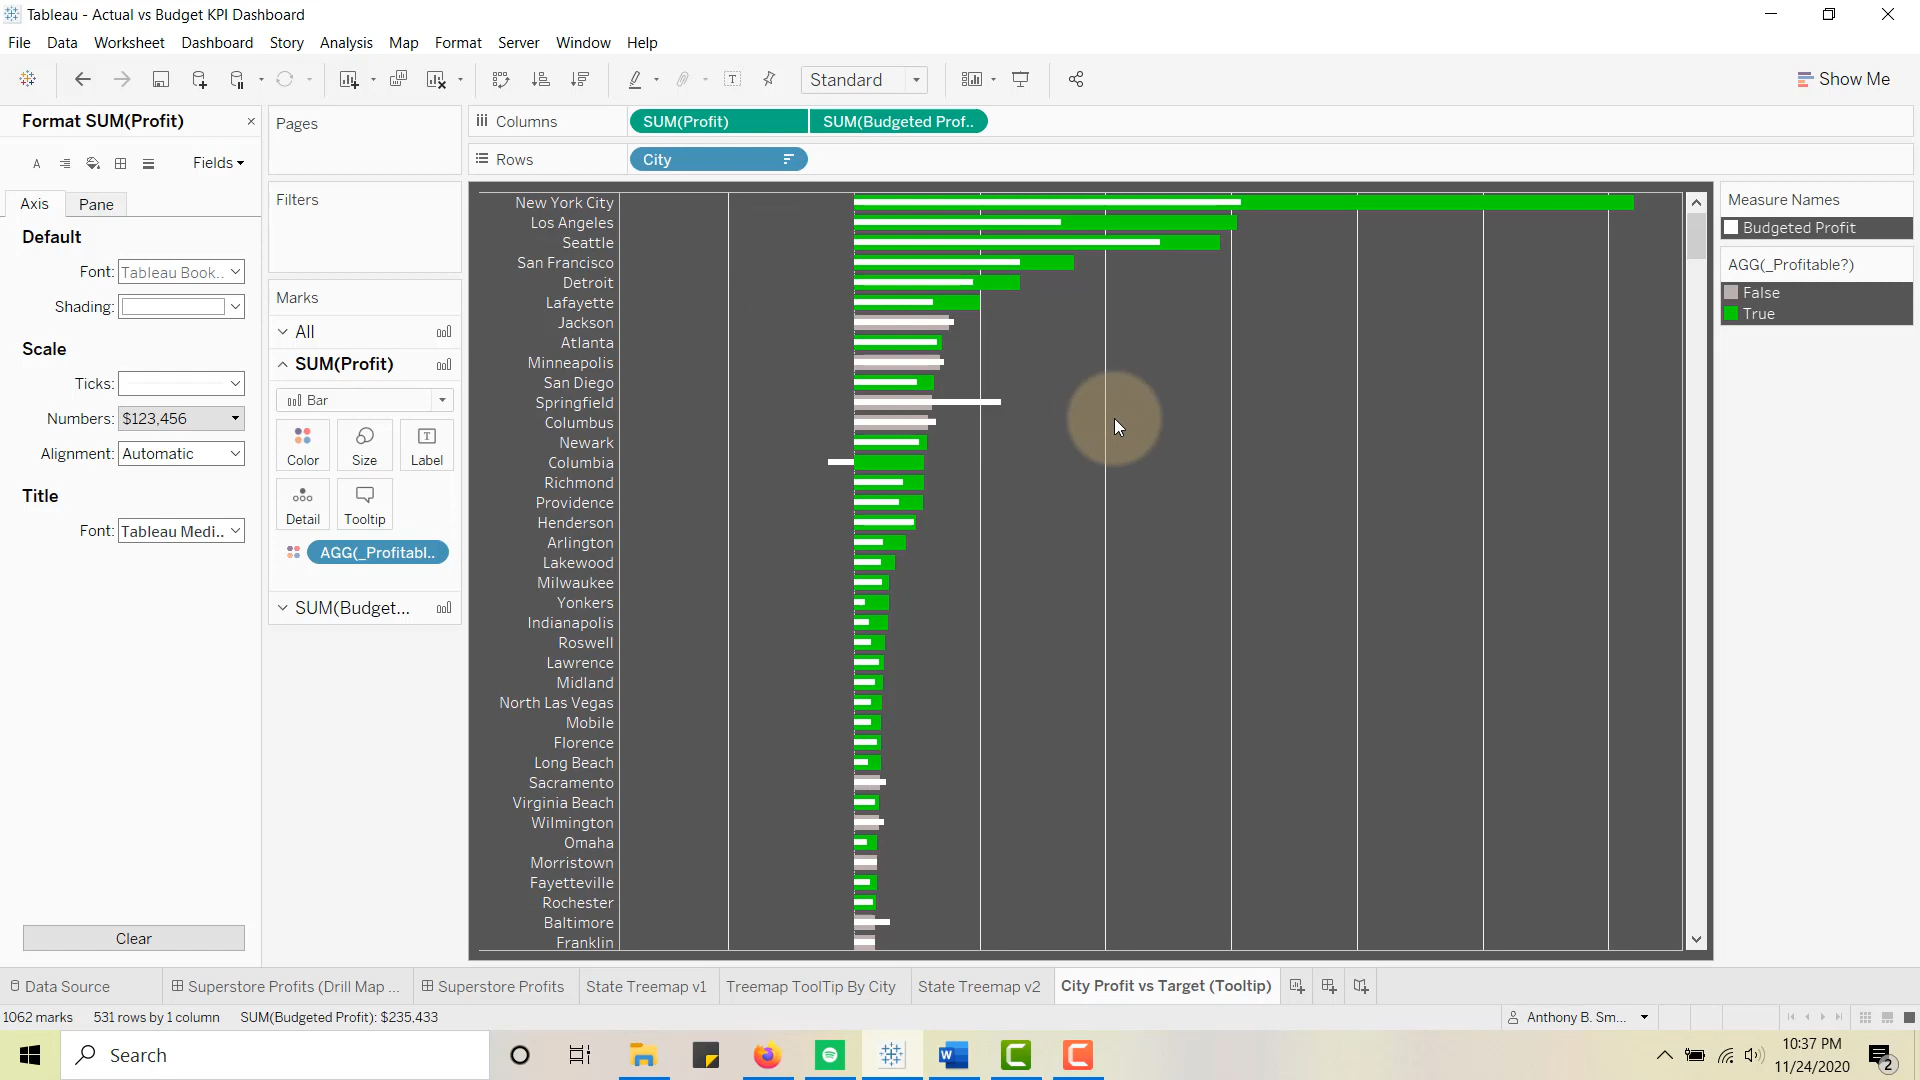 Tableau - Actual vs Budget KPI Dashboard
File Data Worksheet Dashboard Story Analysis Map Format Server Window Help
Standard
Show Me
Format SUM(Profit)
Fields
Axis Pane
Default
Font: Tableau Book..
Shading:
Scale
Ticks:
Numbers: $123,456
Alignment: Automatic
Title
Font: Tableau Medi..
Clear
Pages
Filters
Marks
All
SUM(Profit)
Bar
Color Size Label
Detail Tooltip
AGG(_Profitabl..
SUM(Budget...
Columns SUM(Profit) SUM(Budgeted Prof..
Rows City
New York City
Los Angeles
Seattle
San Francisco
Detroit
Lafayette
Jackson
Atlanta
Minneapolis
San Diego
Springfield
Columbus
Newark
Columbia
Richmond
Providence
Henderson
Arlington
Lakewood
Milwaukee
Yonkers
Indianapolis
Roswell
Lawrence
Midland
North Las Vegas
Mobile
Florence
Long Beach
Sacramento
Virginia Beach
Wilmington
Omaha
Morristown
Fayetteville
Rochester
Baltimore
Franklin
Measure Names
Budgeted Profit
AGG(_Profitable?)
False
True
Data Source Superstore Profits (Drill Map ... Superstore Profits State Treemap v1 Treemap ToolTip By City State Treemap v2 City Profit vs Target (Tooltip)
1062 marks 531 rows by 1 column SUM(Budgeted Profit): $235,433 Anthony B. Sm...
Search
10:37 PM
11/24/2020
2